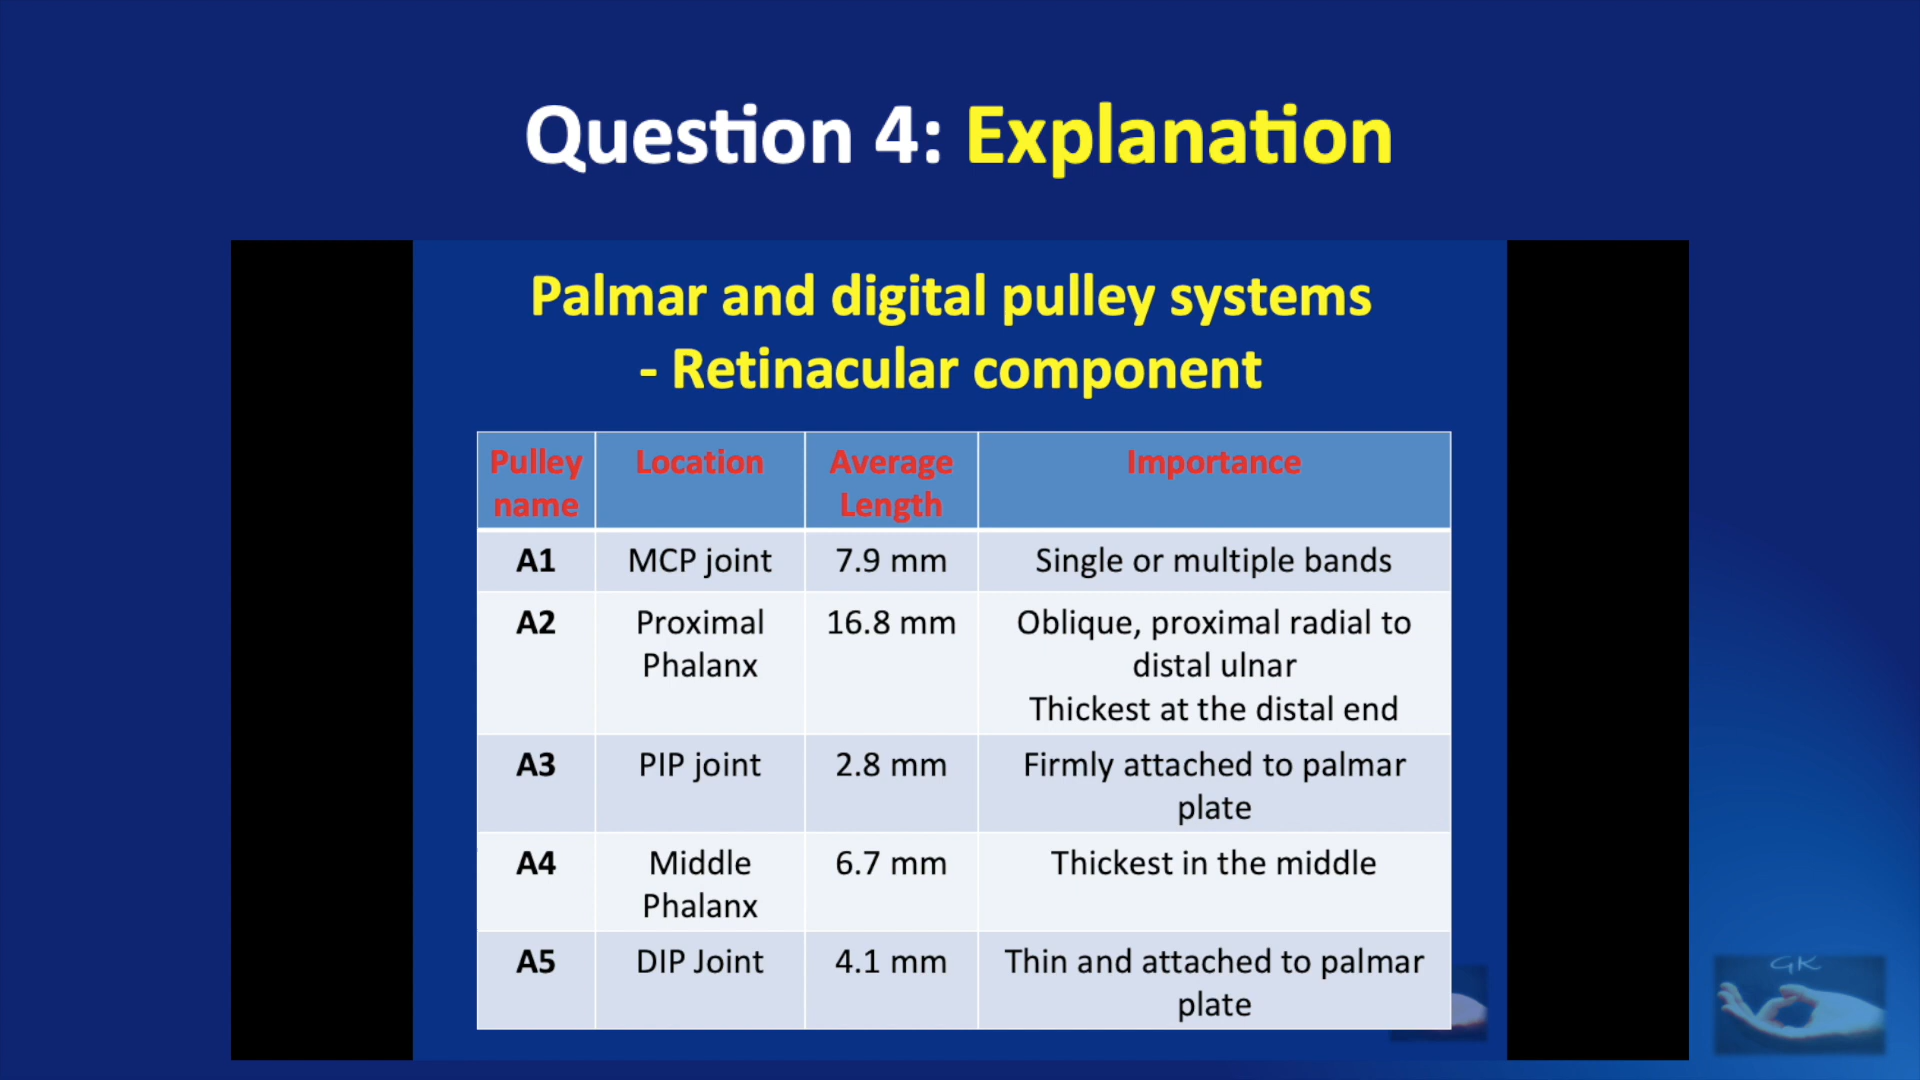 Question 4: Explanation
Palmar and digital pulley systems
- Retinacular component
Pulley name Location Average Length Importance
A1 MCP joint 7.9 mm Single or multiple bands
A2 Proximal Phalanx 16.8 mm Oblique, proximal radial to distal ulnar Thickest at the distal end
A3 PIP joint 2.8 mm Firmly attached to palmar plate
A4 Middle Phalanx 6.7 mm Thickest in the middle
A5 DIP Joint 4.1 mm Thin and attached to palmar plate
GK